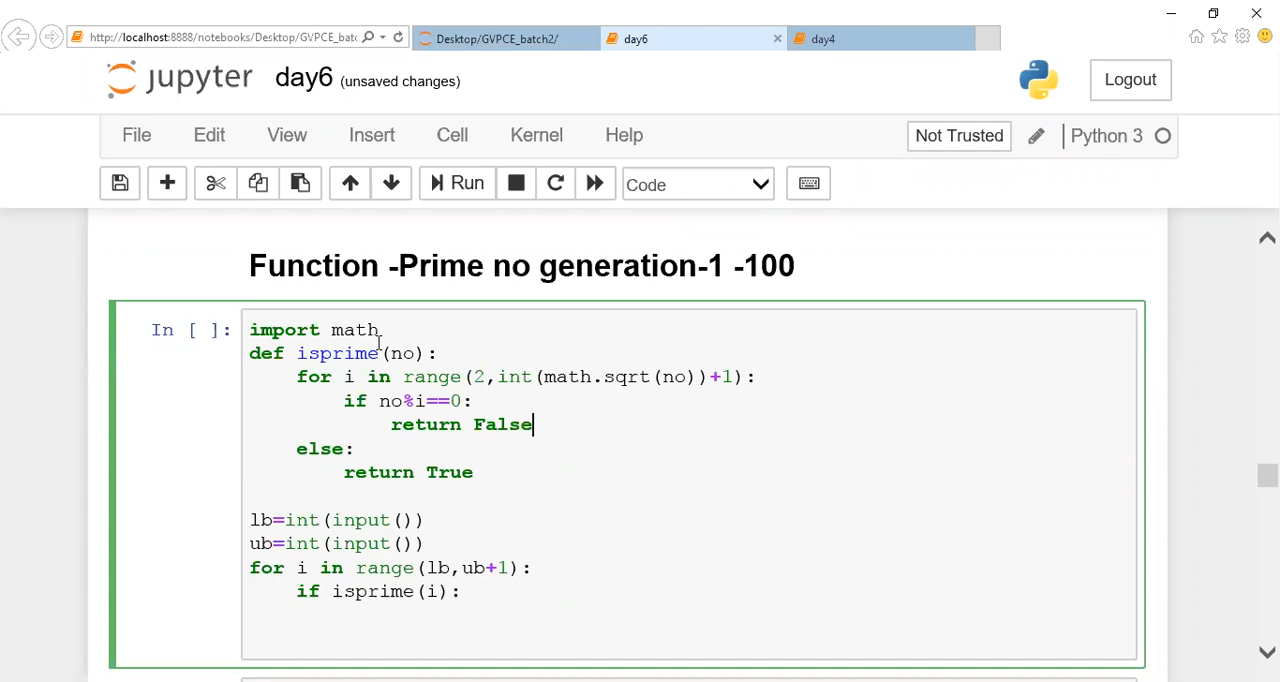 http://localhost:8888/notebooks/Desktop/GVPCE_batc
Desktop/GVPCE_batch2/
day6
day4
jupyter day6 (unsaved changes)
Logout
File Edit View Insert Cell Kernel Help
Not Trusted
Python 3
Run
Code
Function -Prime no generation-1 -100
In [ ]:
import math
def isprime(no):
    for i in range(2,int(math.sqrt(no))+1):
        if no%i==0:
            return False
    else:
        return True
lb=int(input())
ub=int(input())
for i in range(lb,ub+1):
    if isprime(i):